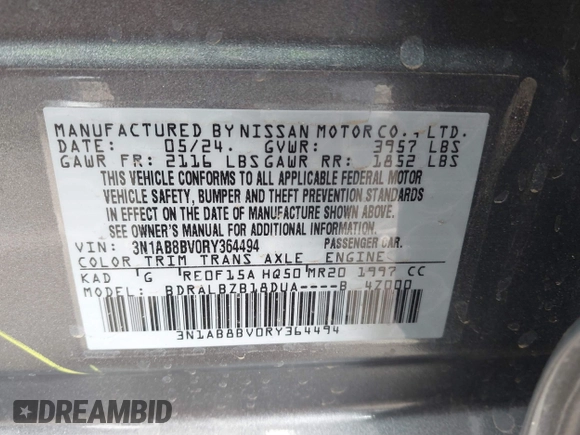 MANUFACTURED BY NISSAN MOTOR CO., LTD.
DATE: 05/24. GVWR: 3957 LBS
GAWR FR: 2116 LBS GAWR RR: 1852 LBS
THIS VEHICLE CONFORMS TO ALL APPLICABLE FEDERAL MOTOR
VEHICLE SAFETY, BUMPER AND THEFT PREVENTION STANDARDS
IN EFFECT ON THE DATE OF MANUFACTURE SHOWN ABOVE.
SEE OWNER'S MANUAL FOR ADDITIONAL INFORMATION
VIN: 3N1AB8BV0RY364494 PASSENGER CAR.
COLOR TRIM TRANS AXLE ENGINE
KAD G RE0F15A HQ50 MR20 1997 CC
MODEL: BDRALBZB18DUA----B 47000
3N1AB8BV0RY364494
DREAMBID